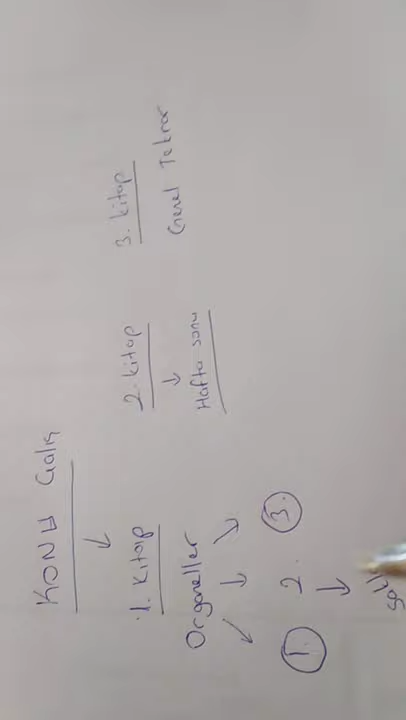 KONU Çalış
1. Kitap
2. kitap
3. kitap
Organeller
Hafta sonu
Genel Tekrar
1. 2. 3.